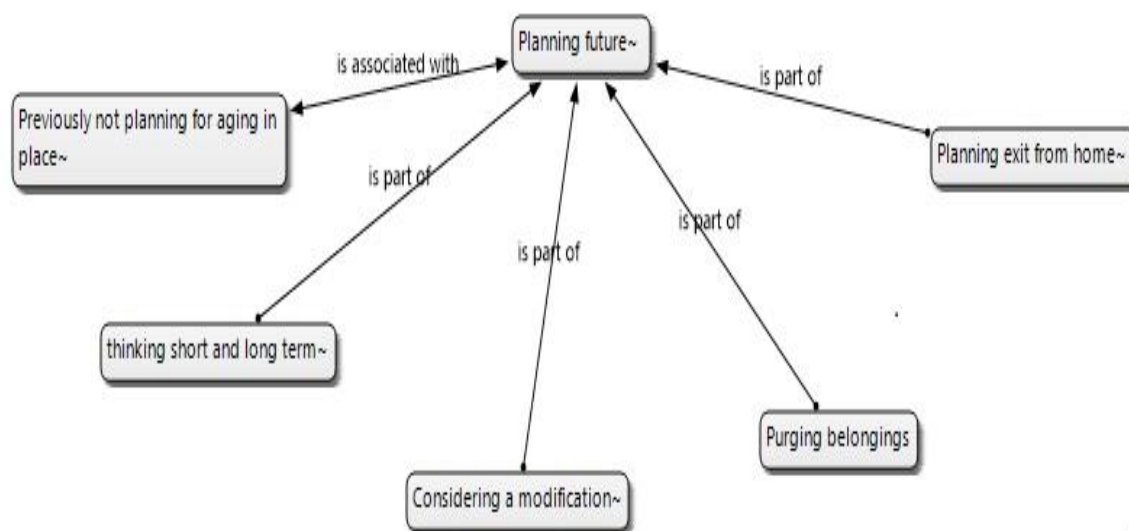 Planning future~
is associated with
is part of
Previously not planning for aging in
place~
Planning exit from home~
is part of
is part of
is part of
thinking short and long term~
Purging belongings
Considering a modification~